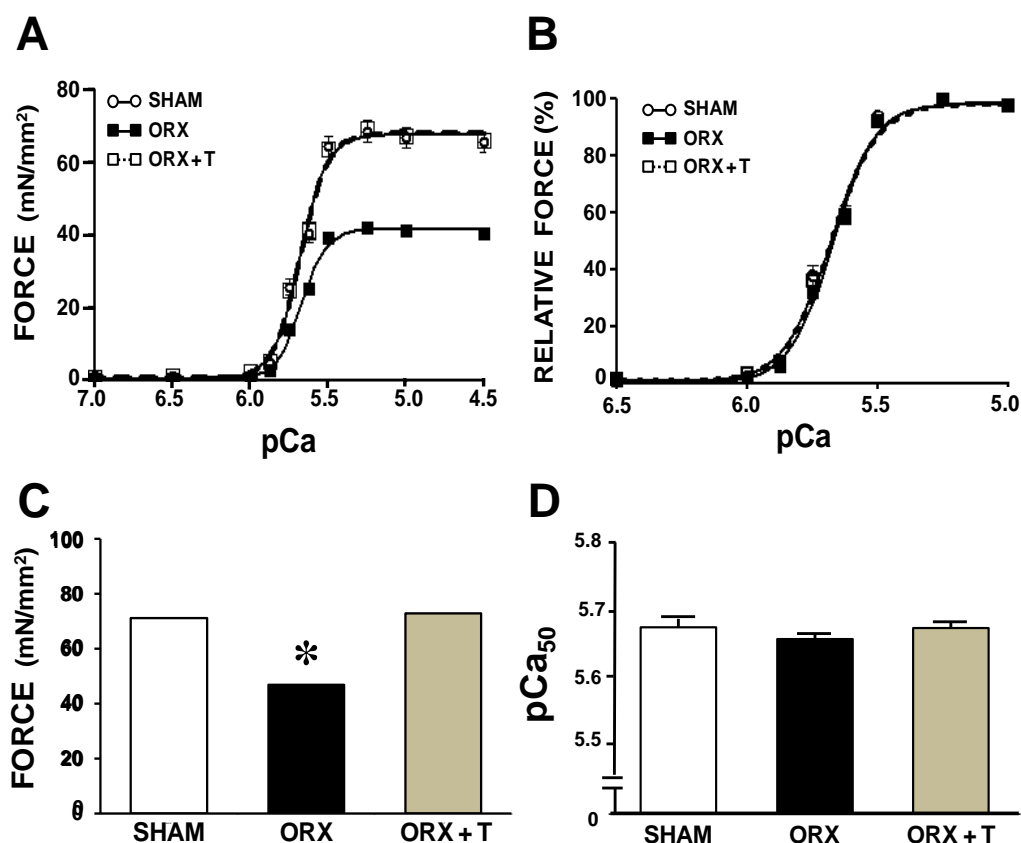 A
FORCE (mN/mm²)
80
60
40
20
0
SHAM
ORX
ORX+T
7.0 6.5 6.0 5.5 5.0 4.5
pCa
B
RELATIVE FORCE (%)
100
80
60
40
20
0
SHAM
ORX
ORX+T
6.5 6.0 5.5 5.0
pCa
C
FORCE (mN/mm²)
100
80
60
40
20
0
*
SHAM ORX ORX + T
D
pCa₅₀
5.8
5.7
5.6
5.5
0
SHAM ORX ORX + T